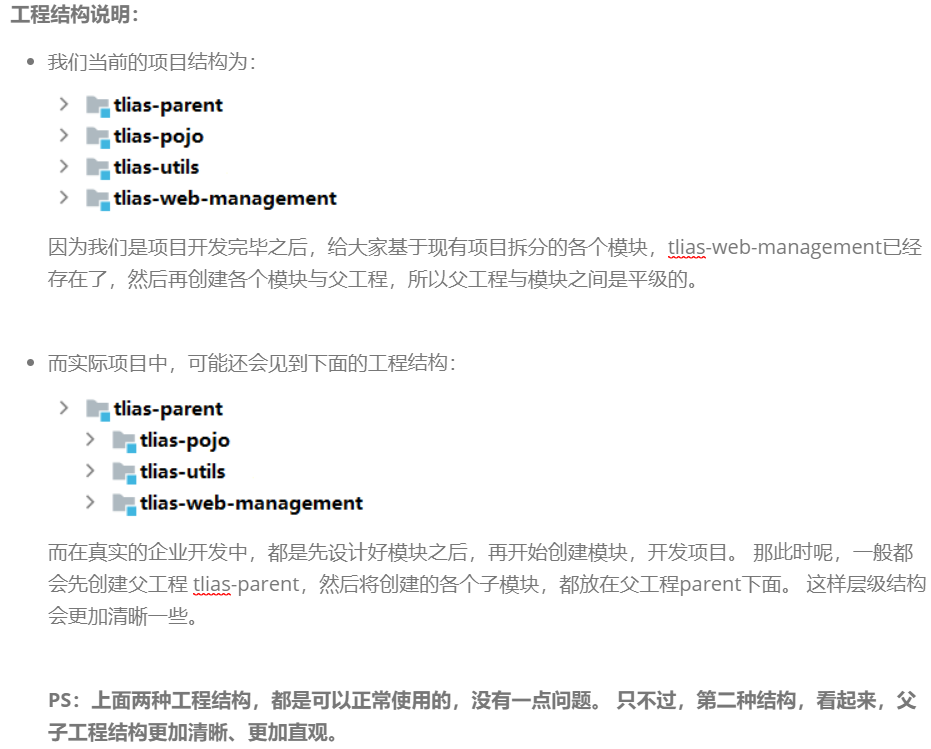 工程结构说明：
我们当前的项目结构为：
tlias-parent
tlias-pojo
tlias-utils
tlias-web-management
因为我们是项目开发完毕之后，给大家基于现有项目拆分的各个模块，tlias-web-management已经
存在了，然后再创建各个模块与父工程，所以父工程与模块之间是平级的。
而实际项目中，可能还会见到下面的工程结构：
tlias-parent
tlias-pojo
tlias-utils
tlias-web-management
而在真实的企业开发中，都是先设计好模块之后，再开始创建模块，开发项目。 那此时呢，一般都
会先创建父工程 tlias-parent，然后将创建的各个子模块，都放在父工程parent下面。 这样层级结构
会更加清晰一些。
PS：上面两种工程结构，都是可以正常使用的，没有一点问题。 只不过，第二种结构，看起来，父
子工程结构更加清晰、更加直观。